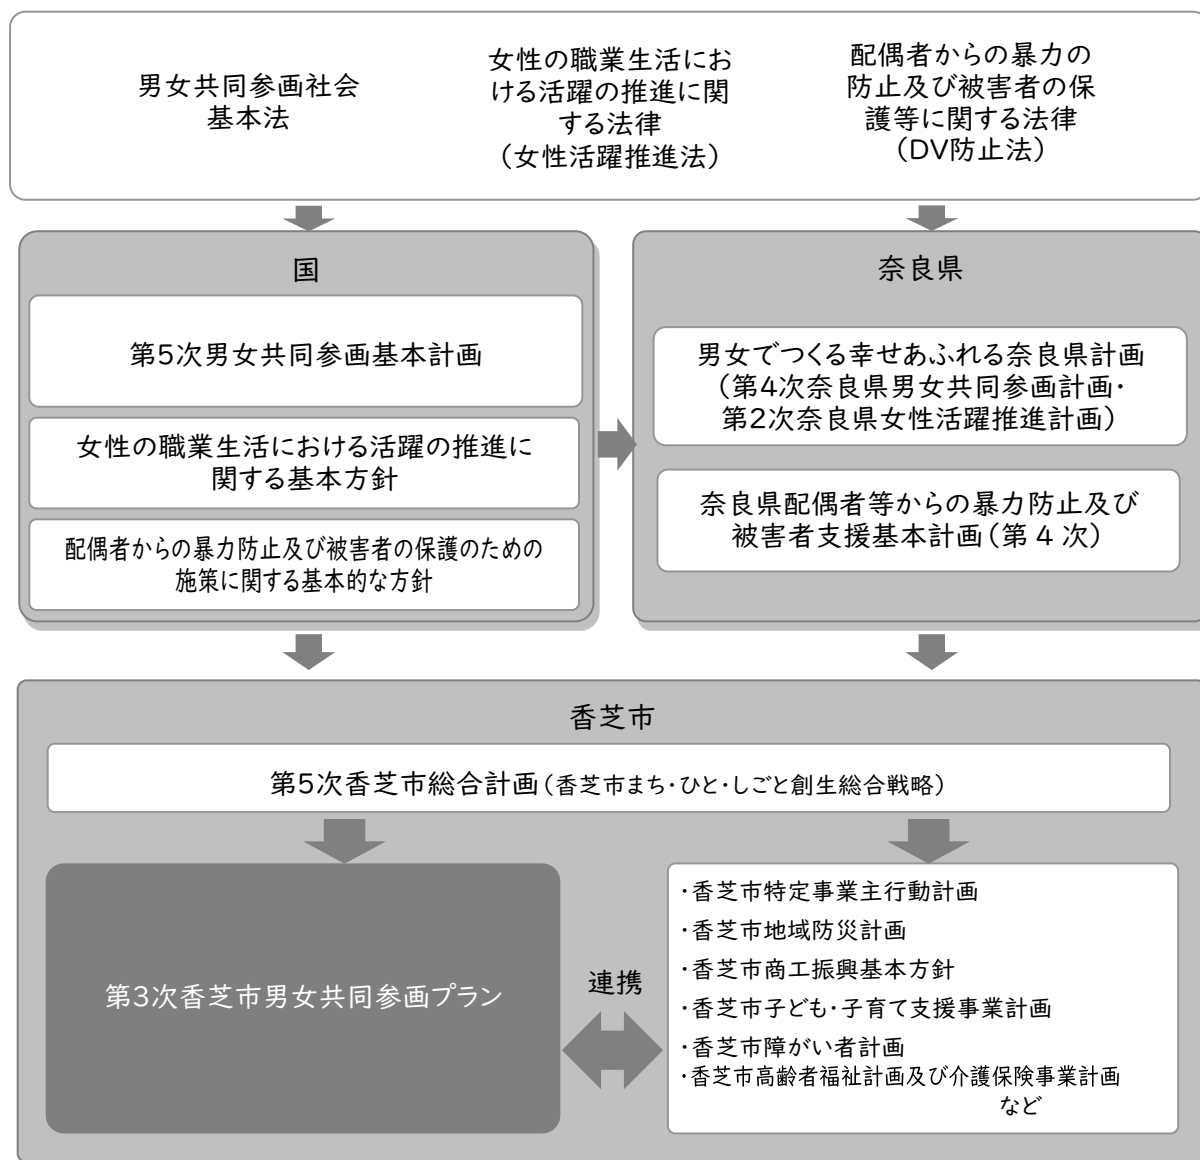 男女共同参画社会
基本法
女性の職業生活にお
ける活躍の推進に関
する法律
（女性活躍推進法）
配偶者からの暴力の
防止及び被害者の保
護等に関する法律
（DV防止法）
国
第5次男女共同参画基本計画
女性の職業生活における活躍の推進に
関する基本方針
配偶者からの暴力防止及び被害者の保護のための
施策に関する基本的な方針
奈良県
男女でつくる幸せあふれる奈良県計画
（第4次奈良県男女共同参画計画・
第2次奈良県女性活躍推進計画）
奈良県配偶者等からの暴力防止及び
被害者支援基本計画（第 4 次）
香芝市
第5次香芝市総合計画（香芝市まち・ひと・しごと創生総合戦略）
第3次香芝市男女共同参画プラン
連携
・香芝市特定事業主行動計画
・香芝市地域防災計画
・香芝市商工振興基本方針
・香芝市子ども・子育て支援事業計画
・香芝市障がい者計画
・香芝市高齢者福祉計画及び介護保険事業計画
など